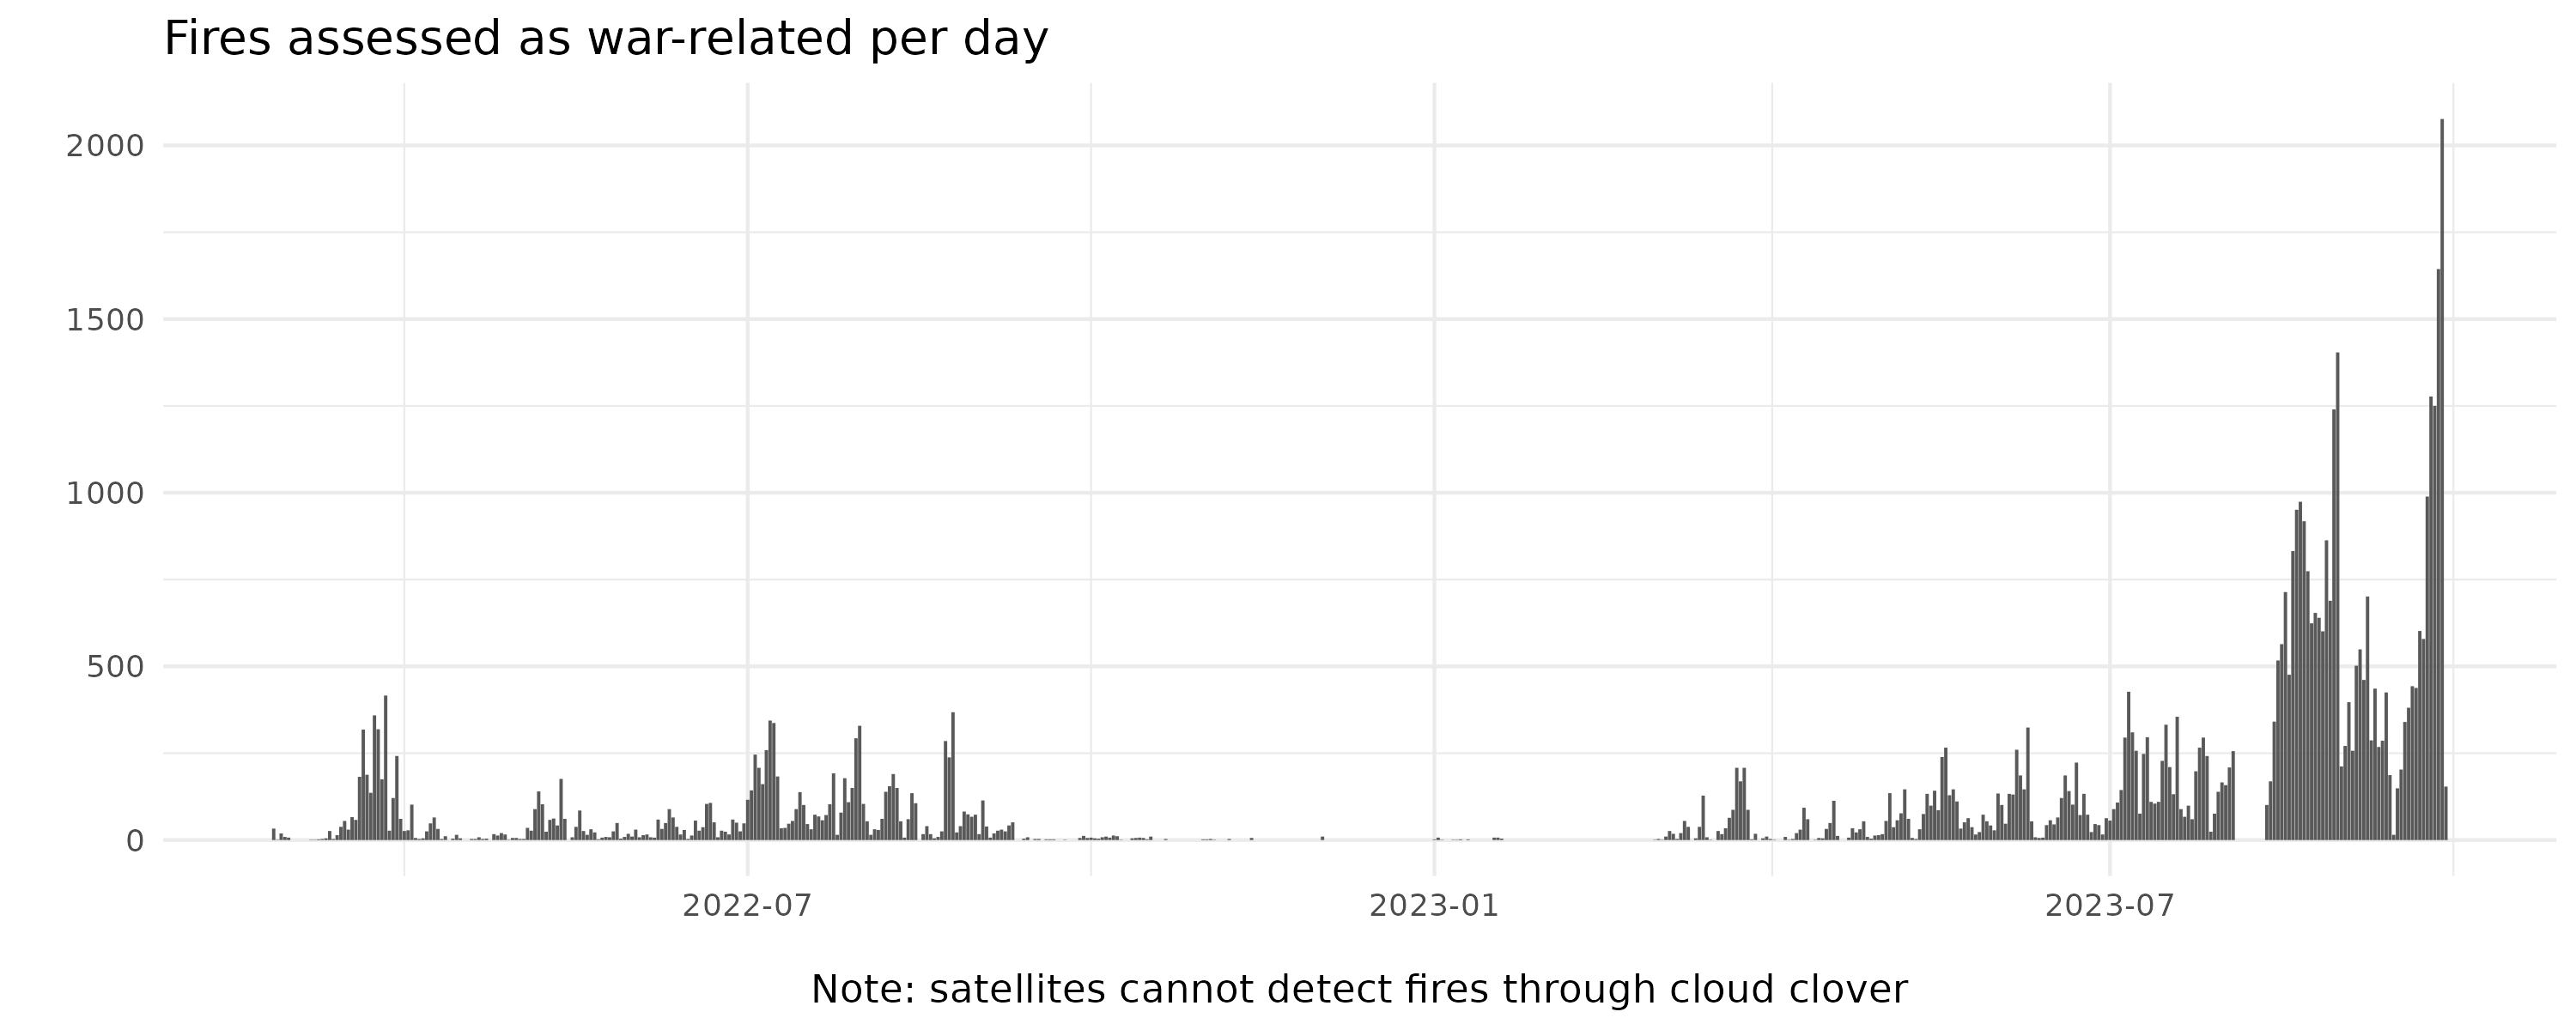 Fires assessed as war-related per day
2000
1500
1000
500
0
2022-07 2023-01 2023-07
Note: satellites cannot detect fires through cloud clover